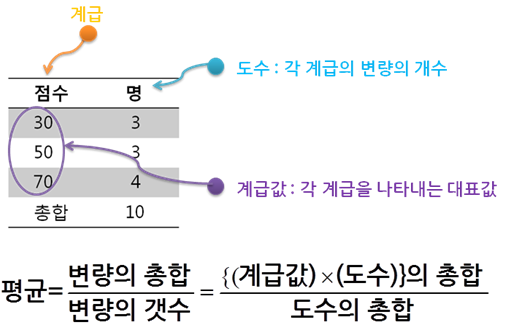 계급
도수 : 각 계급의 변량의 개수
점수 명
30 3
50 3
70 4
총합 10
계급값 : 각 계급을 나타내는 대표값
평균= 변량의 총합 / 변량의 갯수 = {(계급값)×(도수)}의 총합 / 도수의 총합